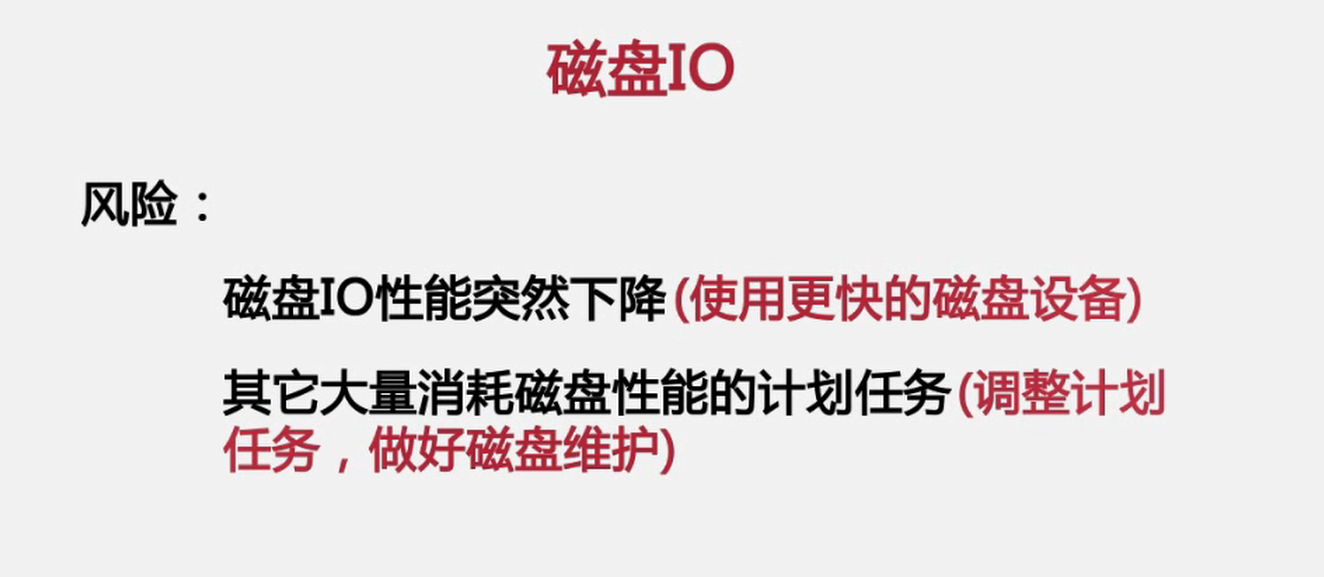 磁盘IO
风险：
磁盘IO性能突然下降(使用更快的磁盘设备)
其它大量消耗磁盘性能的计划任务(调整计划
任务，做好磁盘维护)